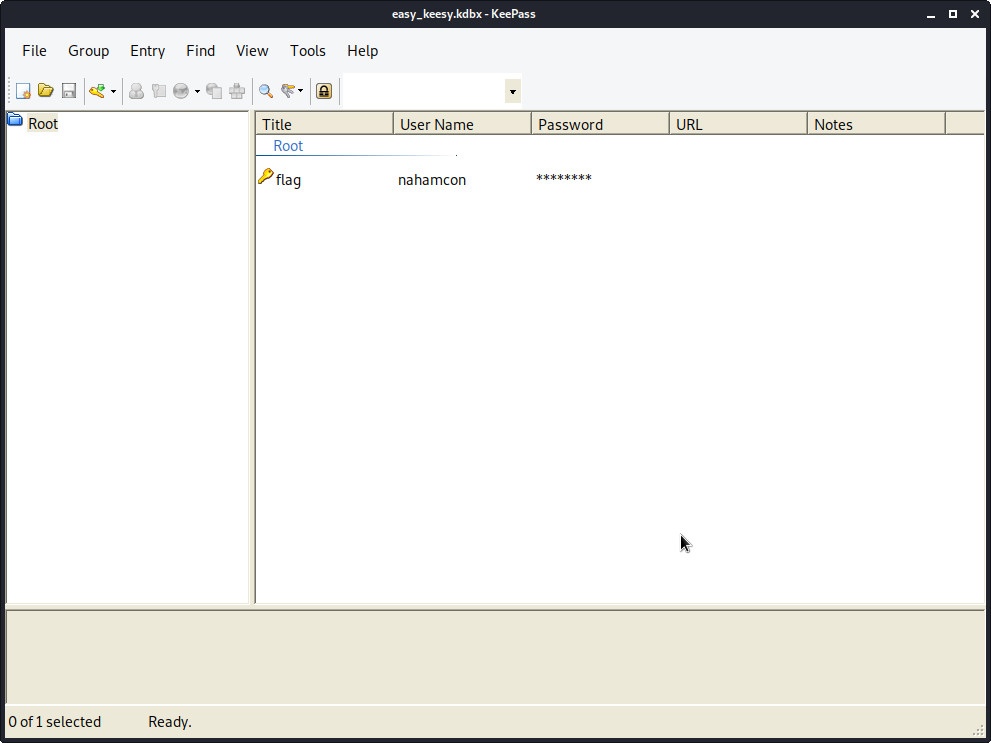 easy_keesy.kdbx - KeePass
File Group Entry Find View Tools Help
Title User Name Password URL Notes
Root
Root
flag nahamcon ********
0 of 1 selected Ready.